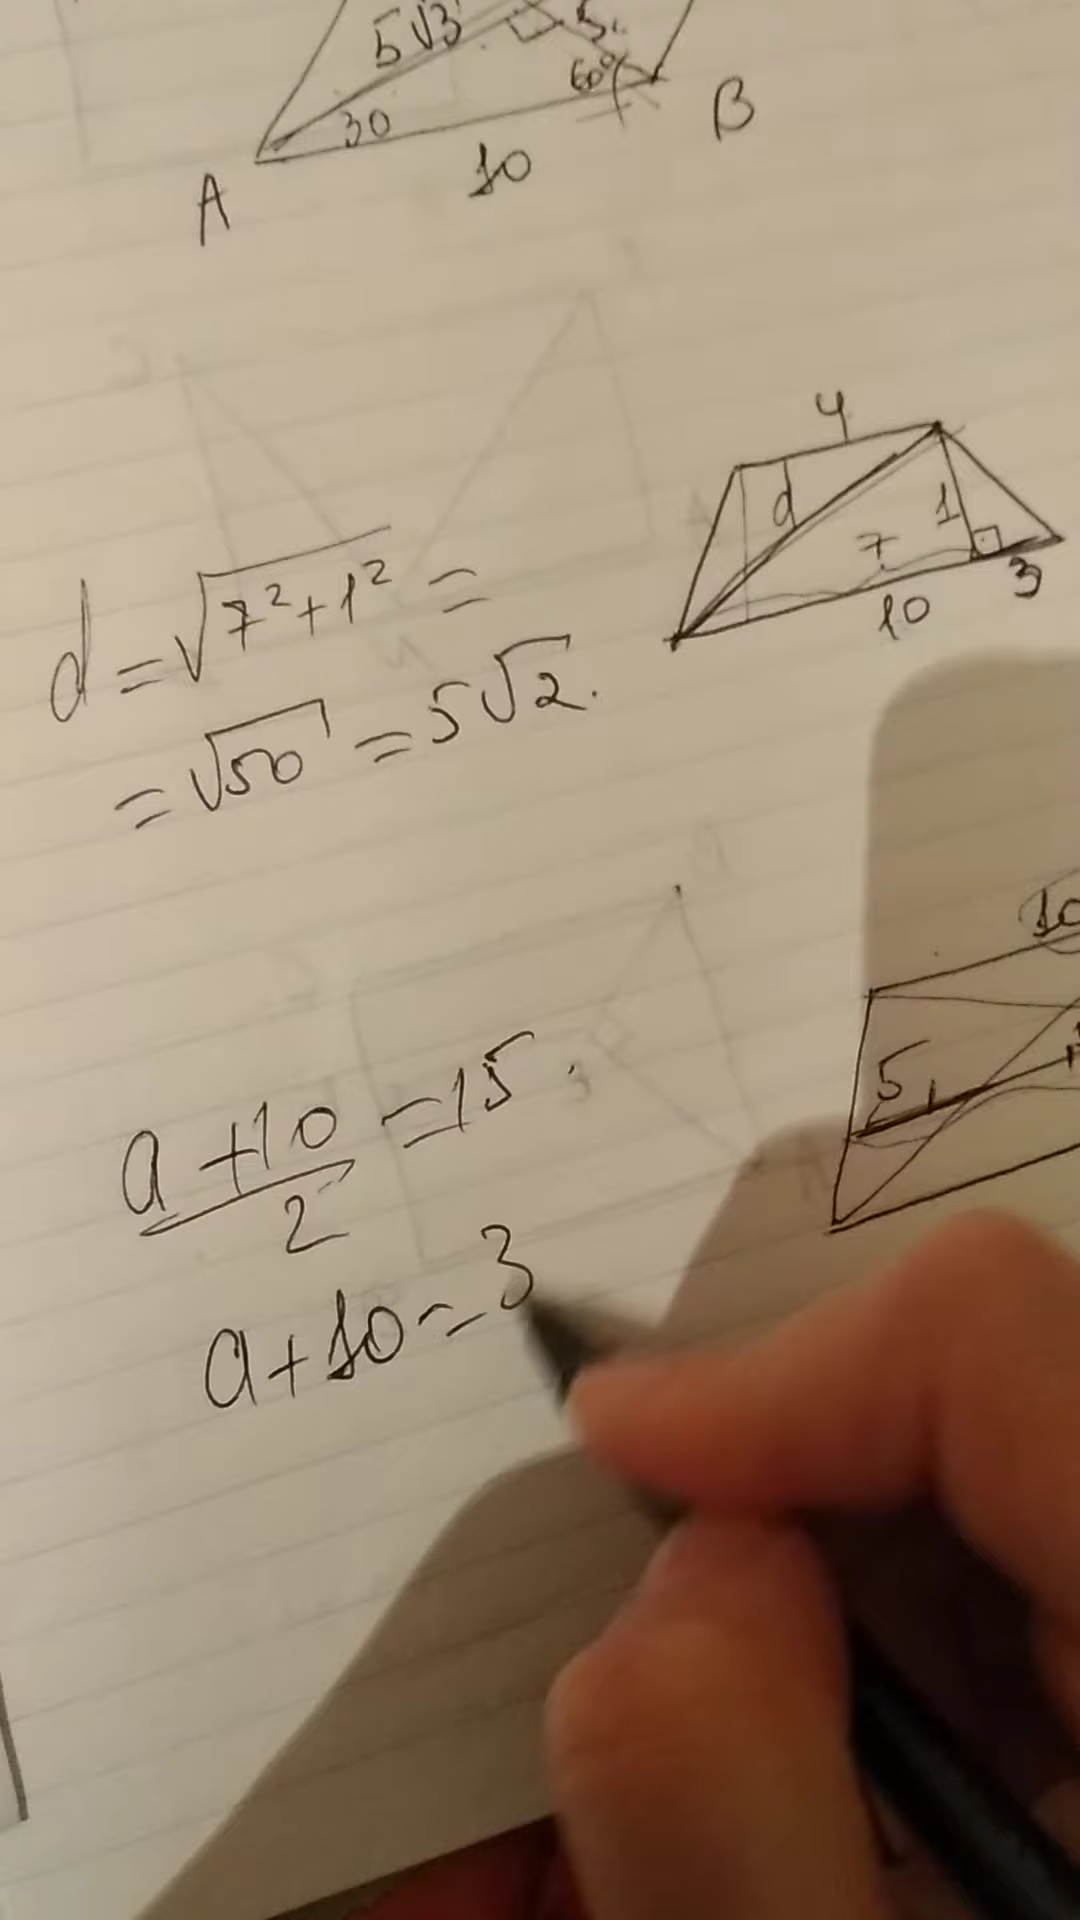 5√3 5
60°
30
B
10
A
4
d 1
7
10 3
d = √7² + 1² =
= √50 = 5√2.
10
5
a + 10 / 2 = 15
a + 10 = 3